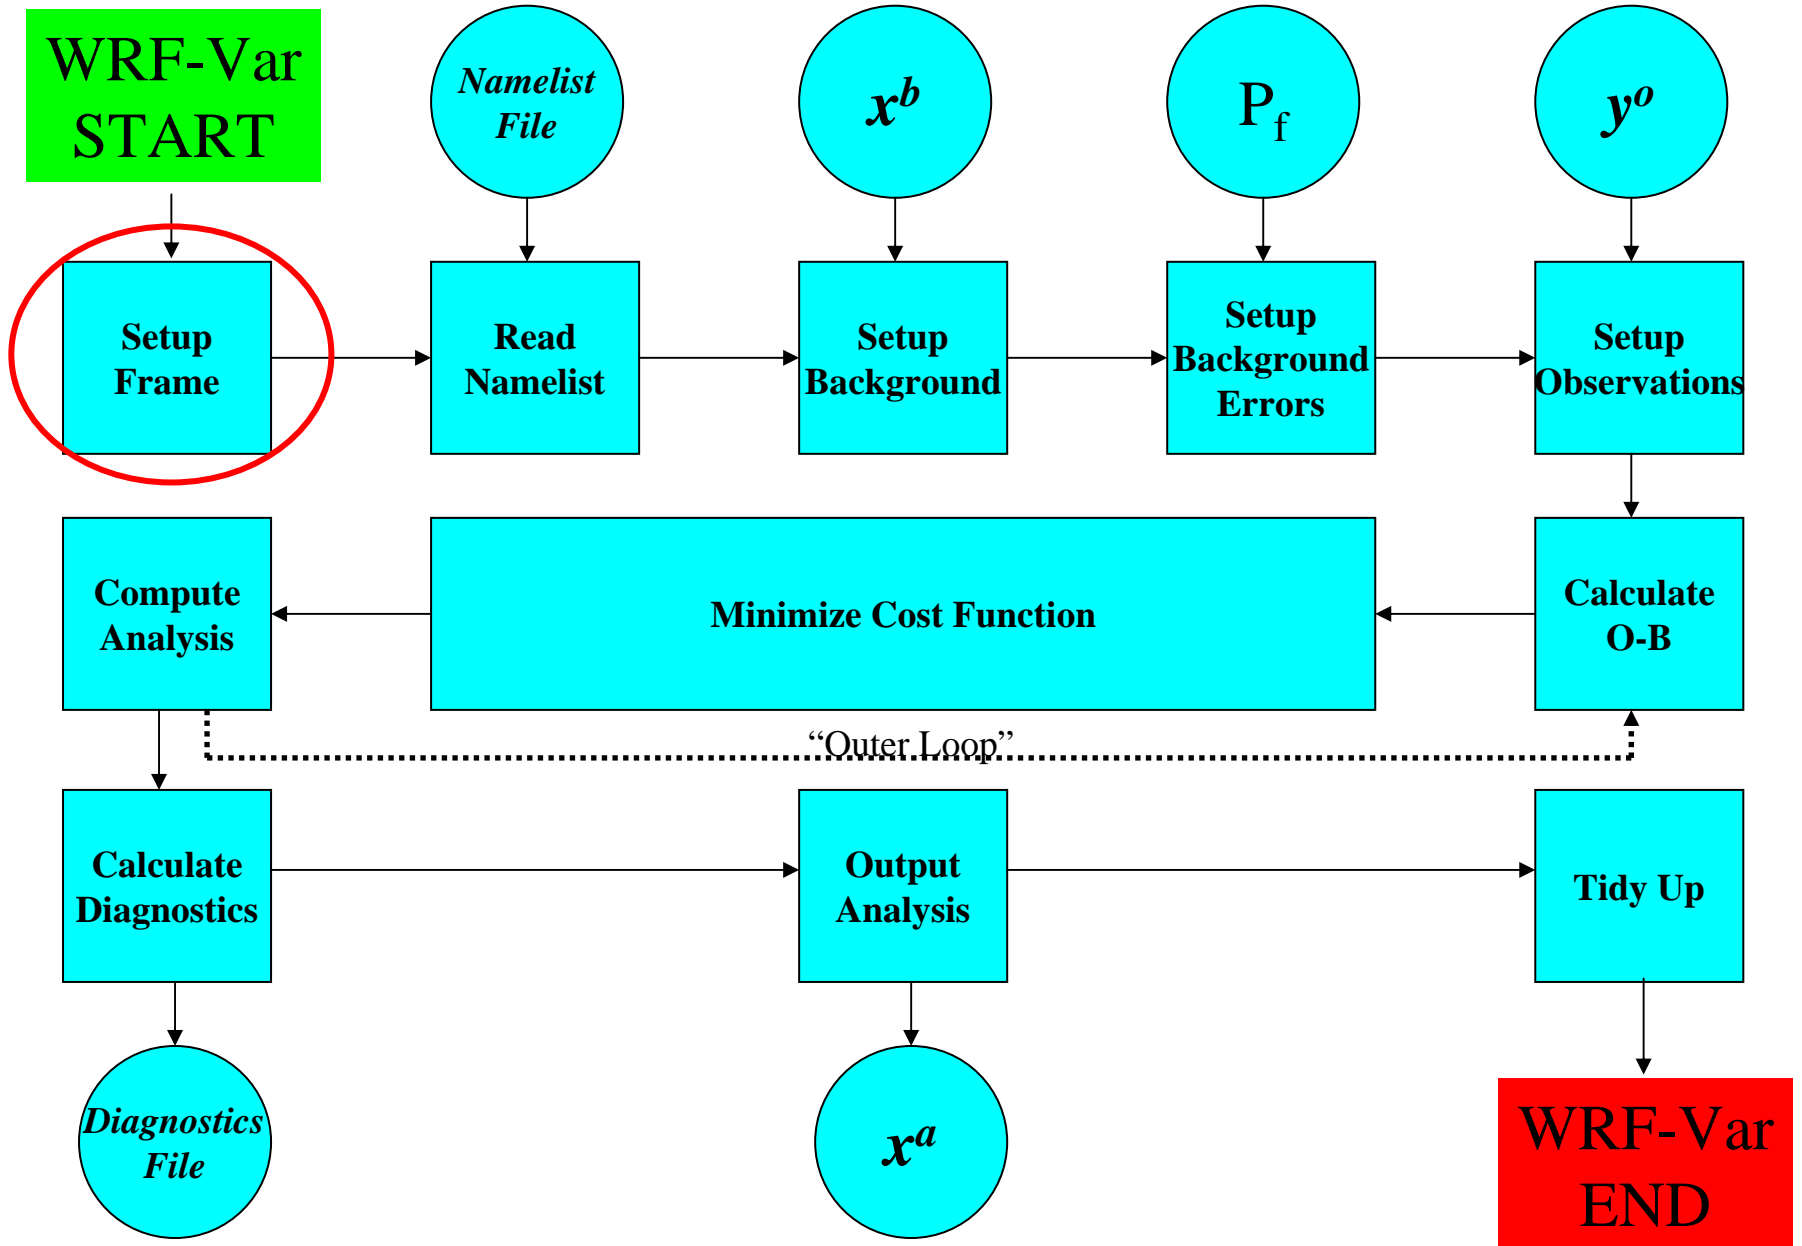 WRF-Var
START
Namelist
File
x^b
P_f
y^o
Setup
Frame
Read
Namelist
Setup
Background
Setup
Background
Errors
Setup
Observations
Compute
Analysis
Minimize Cost Function
Calculate
O-B
“Outer Loop”
Calculate
Diagnostics
Output
Analysis
Tidy Up
Diagnostics
File
x^a
WRF-Var
END